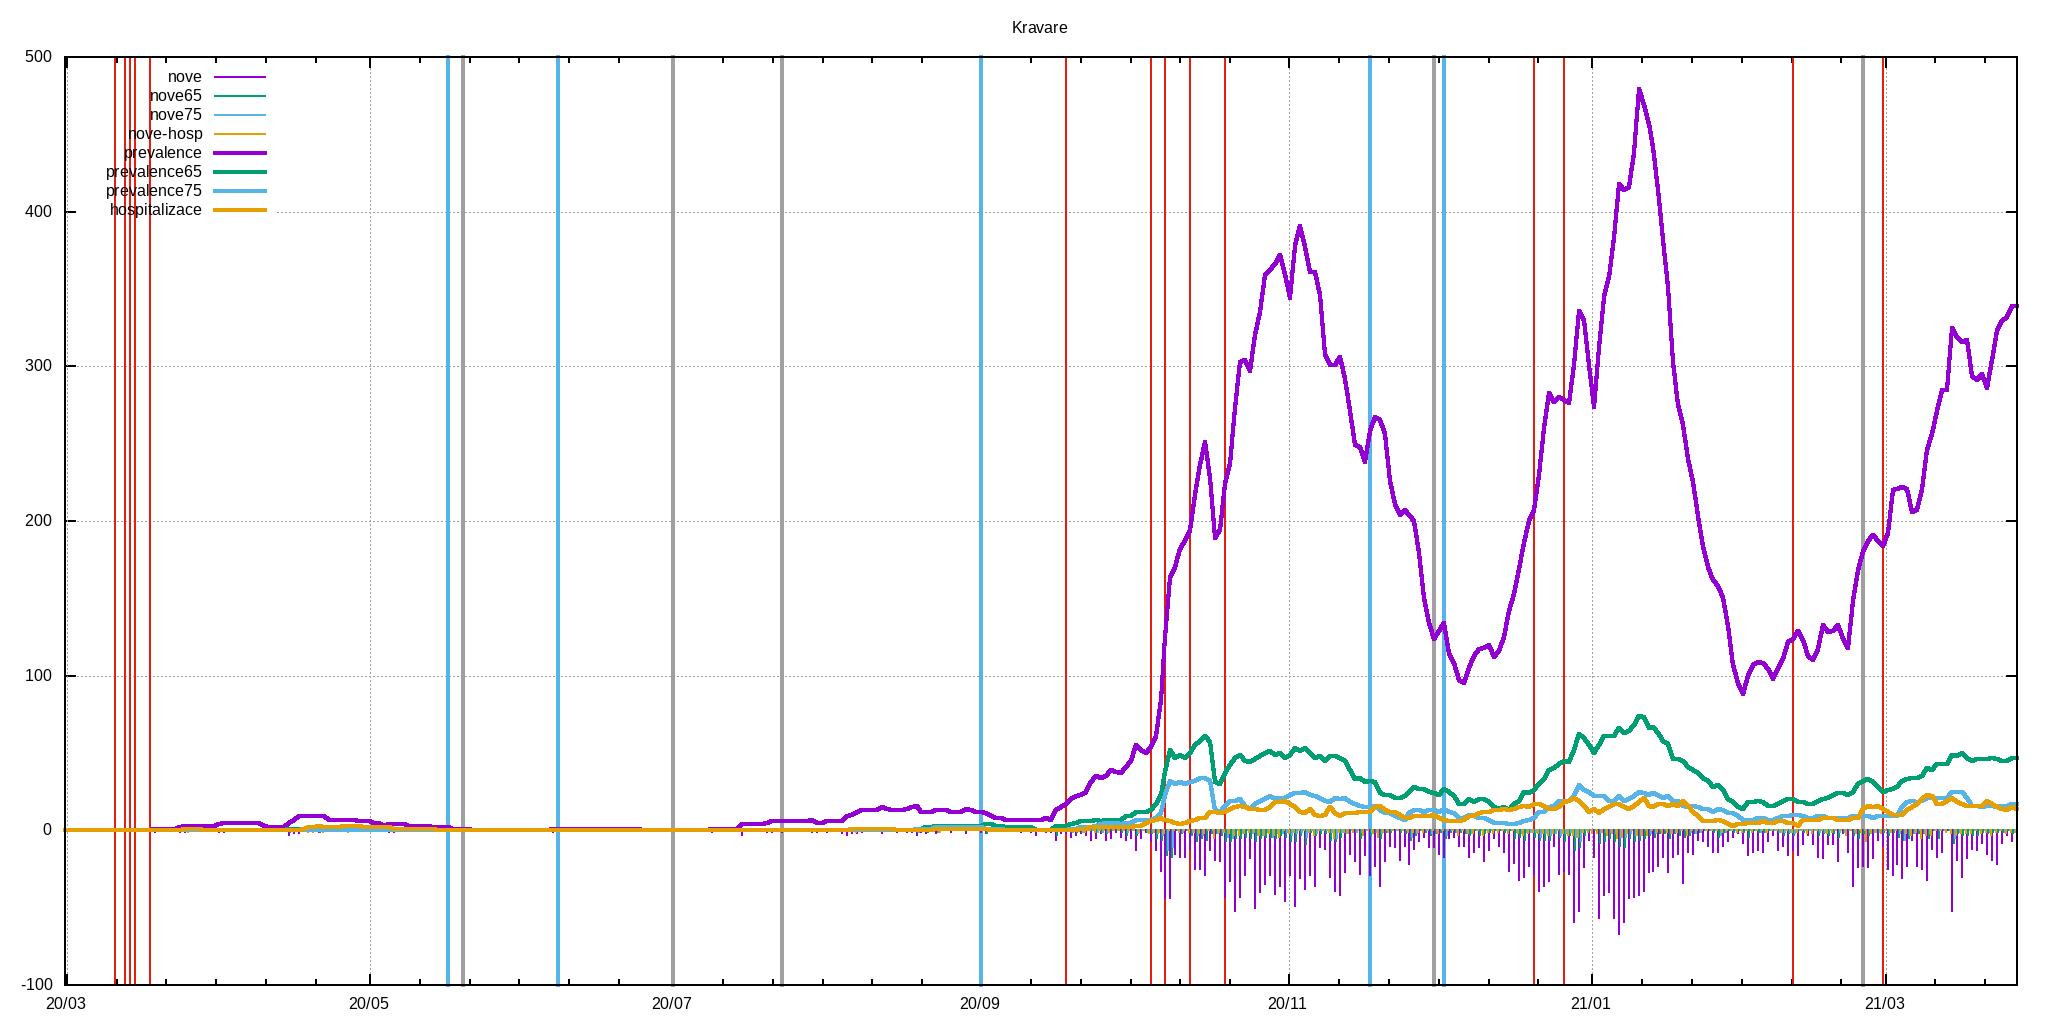 Kravare
500
400
300
200
100
0
-100
nove
nove65
nove75
nove-hosp
prevalence
prevalence65
prevalence75
hospitalizace
20/03 20/05 20/07 20/09 20/11 21/01 21/03